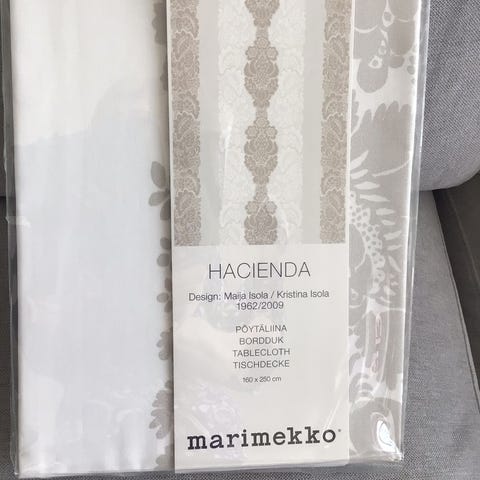 HACIENDA
Design: Maija Isola / Kristina Isola
1962/2009
PÖYTÄLIINA
BORDDUK
TABLECLOTH
TISCHDECKE
160 x 250 cm
marimekko®